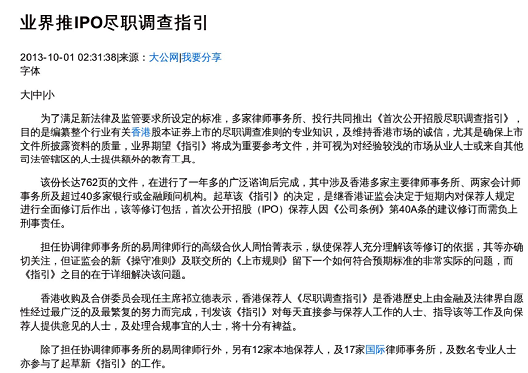 业界推IPO尽职调查指引
2013-10-01 02:31:38|来源：大公网|我要分享
字体
大|中|小
为了满足新法律及监管要求所设定的标准，多家律师事务所、投行共同推出《首次公开招股尽职调查指引》，
目的是编纂整个行业有关香港股本证券上市的尽职调查准则的专业知识，及维持香港市场的诚信，尤其是确保上市
文件所披露资料的质量，业界期望《指引》将成为重要参考文件，并可视为对经验较浅的市场从业人士或来自其他
司法管辖区的人士提供额外的教育工具。
该份长达762页的文件，在进行了一年多的广泛谘询后完成，其中涉及香港多家主要律师事务所、两家会计师
事务所及超过40多家银行或金融顾问机构。起草该《指引》的决定，是继香港证监会决定于短期内对保荐人规定
进行全面修订后作出，该等修订包括，首次公开招股（IPO）保荐人因《公司条例》第40A条的建议修订而需负上
刑事责任。
担任协调律师事务所的易周律师行的高级合伙人周怡菁表示，纵使保荐人充分理解该等修订的依据，其等亦确
切关注，但证监会的新《操守准则》及联交所的《上市规则》留下一个如何符合预期标准的非常实际的问题，而
《指引》之目的在于详细解决该问题。
香港收购及合併委员会现任主席祁立德表示，香港保荐人《尽职调查指引》是香港歷史上由金融及法律界自愿
性经过最广泛的及最繁复的努力而完成，刊发该《指引》对每天直接参与保荐人工作的人士、指导该等工作及向保
荐人提供意见的人士，及处理合规事宜的人士，将十分有裨益。
除了担任协调律师事务所的易周律师行外，另有12家本地保荐人，及17家国际律师事务所，及数名专业人士
亦参与了起草新《指引》的工作。